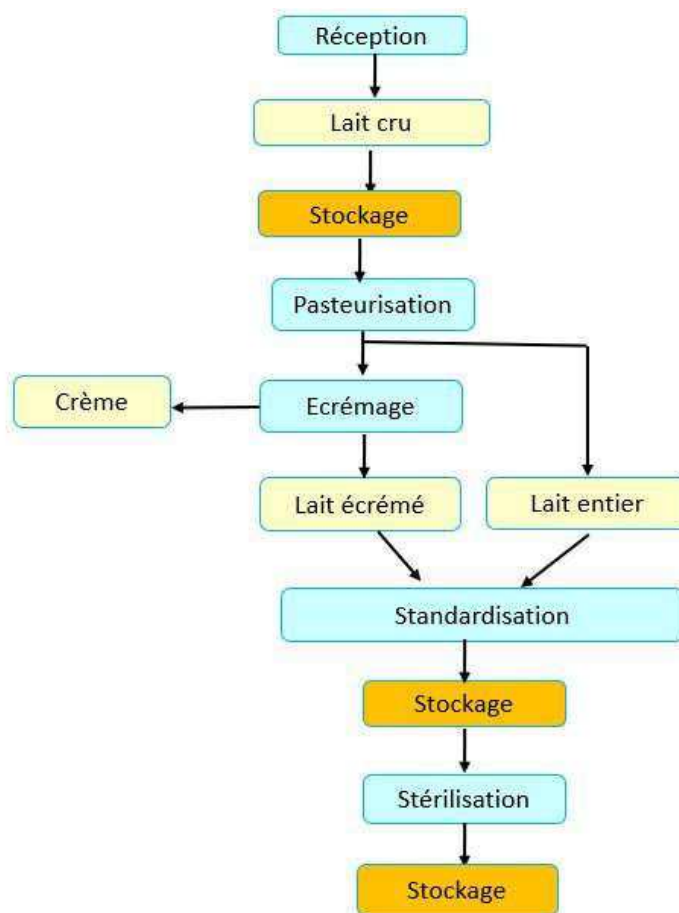 Réception
Lait cru
Stockage
Pasteurisation
Crème
Ecrémage
Lait écrémé
Lait entier
Standardisation
Stockage
Stérilisation
Stockage